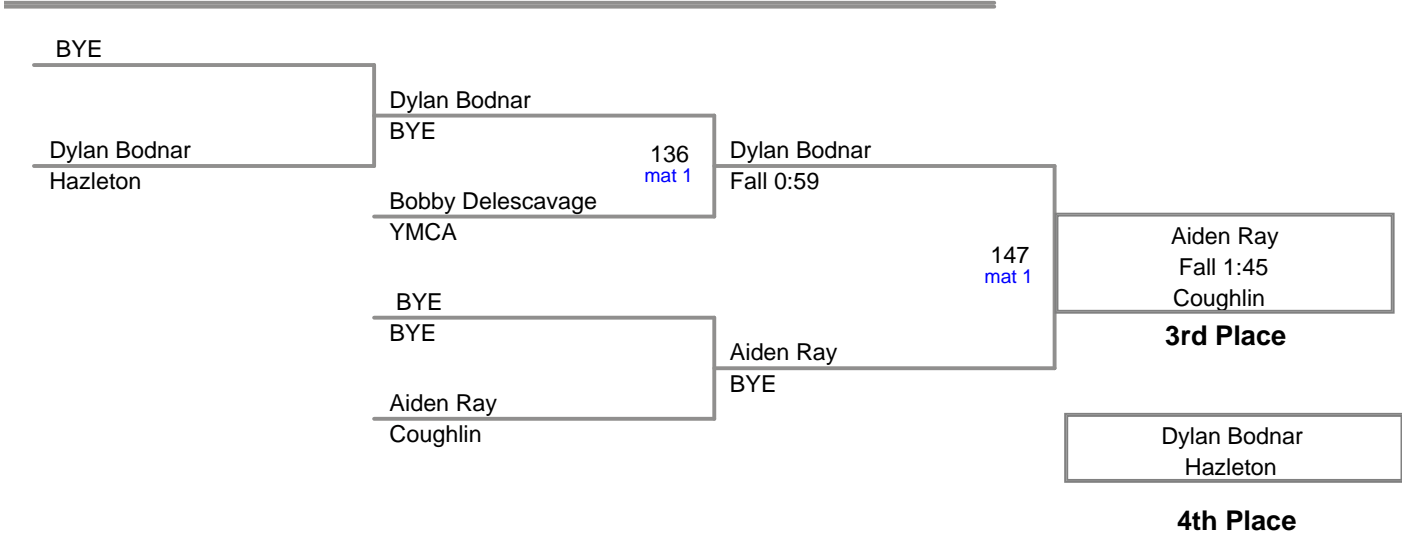 BYE
Dylan Bodnar
Hazleton
Dylan Bodnar
BYE
136
mat 1
Bobby Delescavage
YMCA
BYE
BYE
Aiden Ray
Coughlin
Dylan Bodnar
Fall 0:59
147
mat 1
Aiden Ray
BYE
Aiden Ray
Fall 1:45
Coughlin
3rd Place
Dylan Bodnar
Hazleton
4th Place